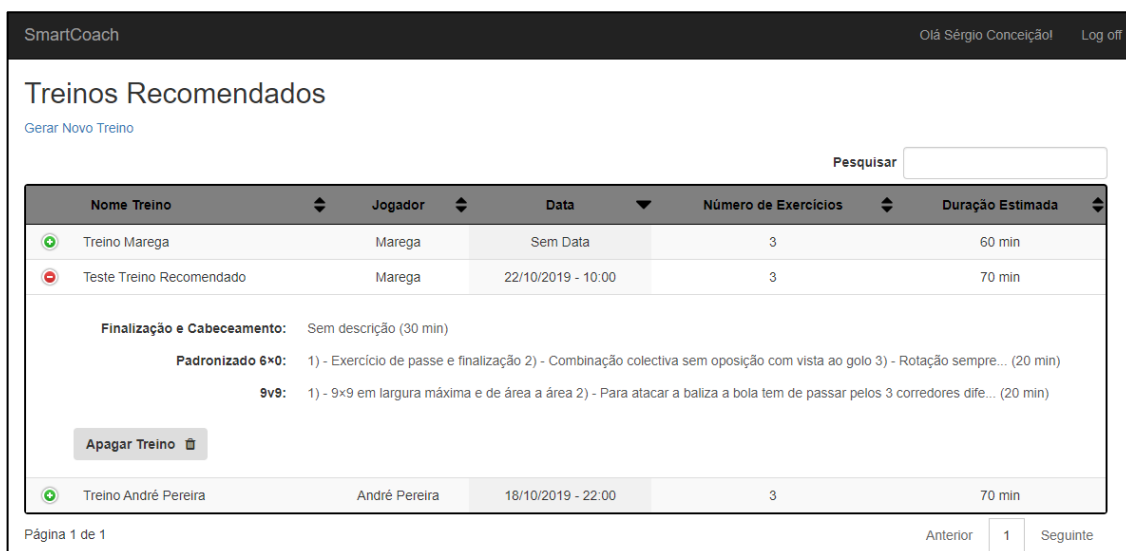 SmartCoach Olá Sérgio Conceição! Log off
Treinos Recomendados
Gerar Novo Treino
Pesquisar
Nome Treino Jogador Data Número de Exercícios Duração Estimada
Treino Marega Marega Sem Data 3 60 min
Teste Treino Recomendado Marega 22/10/2019 - 10:00 3 70 min
Finalização e Cabeceamento: Sem descrição (30 min)
Padronizado 6×0: 1) - Exercício de passe e finalização 2) - Combinação colectiva sem oposição com vista ao golo 3) - Rotação sempre... (20 min)
9v9: 1) - 9×9 em largura máxima e de área a área 2) - Para atacar a baliza a bola tem de passar pelos 3 corredores dife... (20 min)
Apagar Treino
Treino André Pereira André Pereira 18/10/2019 - 22:00 3 70 min
Página 1 de 1 Anterior 1 Seguinte